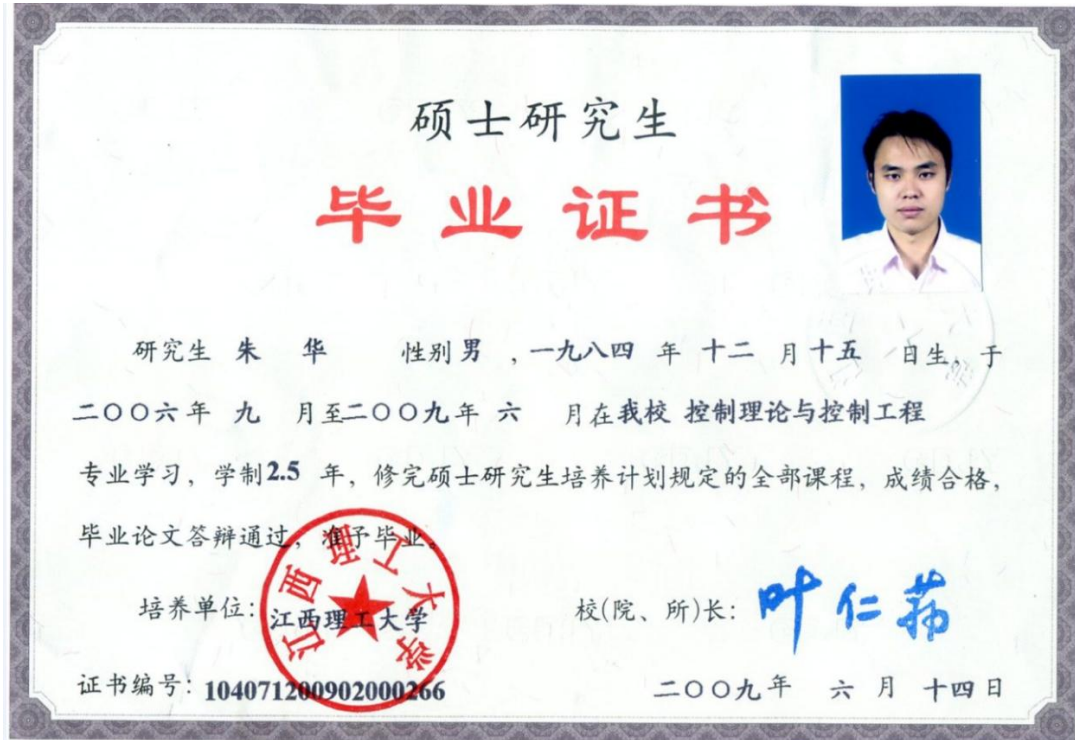 硕士研究生
毕业证书
研究生 朱 华 性别 男 ，一九八四 年 十二 月 十五 日生，于
二〇〇六年 九 月至二〇〇九年 六 月在我校 控制理论与控制工程
专业学习，学制2.5 年，修完硕士研究生培养计划规定的全部课程，成绩合格，
毕业论文答辩通过，准予毕业。
江西理工大学
培养单位：江西理工大学 校(院、所)长：叶仁荪
证书编号：104071200902000266 二〇〇九年 六 月 十四日